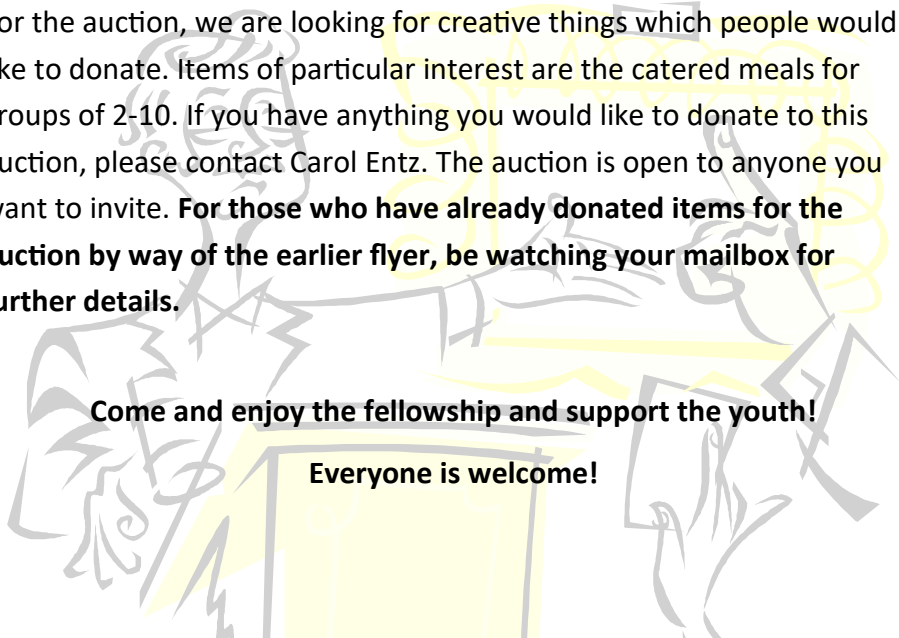 or the auction, we are looking for creative things which people would
ke to donate. Items of particular interest are the catered meals for
roups of 2-10. If you have anything you would like to donate to this
uction, please contact Carol Entz. The auction is open to anyone you
vant to invite. For those who have already donated items for the
uction by way of the earlier flyer, be watching your mailbox for
urther details.
Come and enjoy the fellowship and support the youth!
Everyone is welcome!